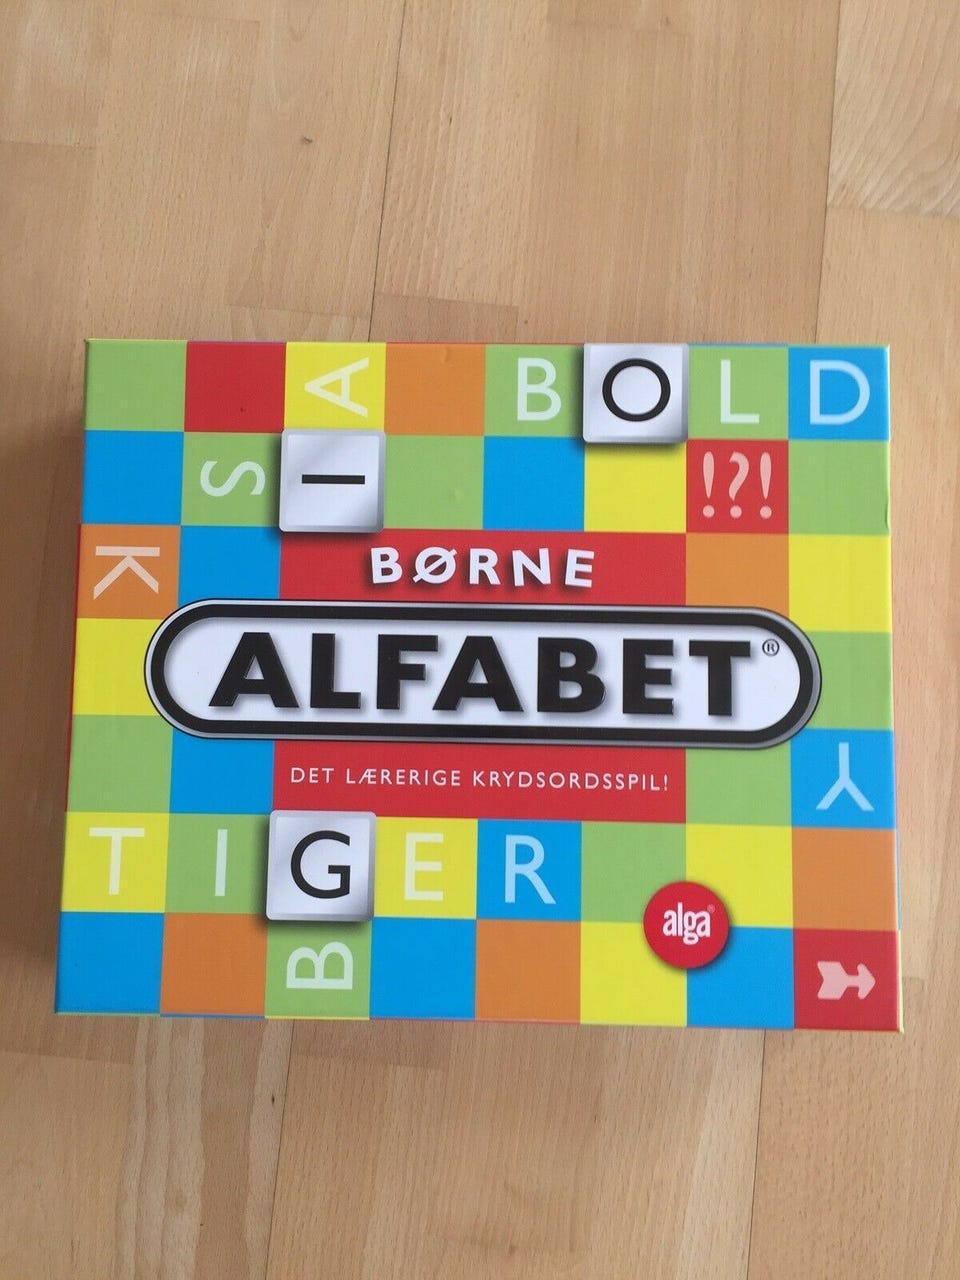 A
BOLD
S
I
!?!
K
BØRNE
ALFABET®
DET LÆRERIGE KRYDSORDSSPIL!
Y
TIGER
alga®
B